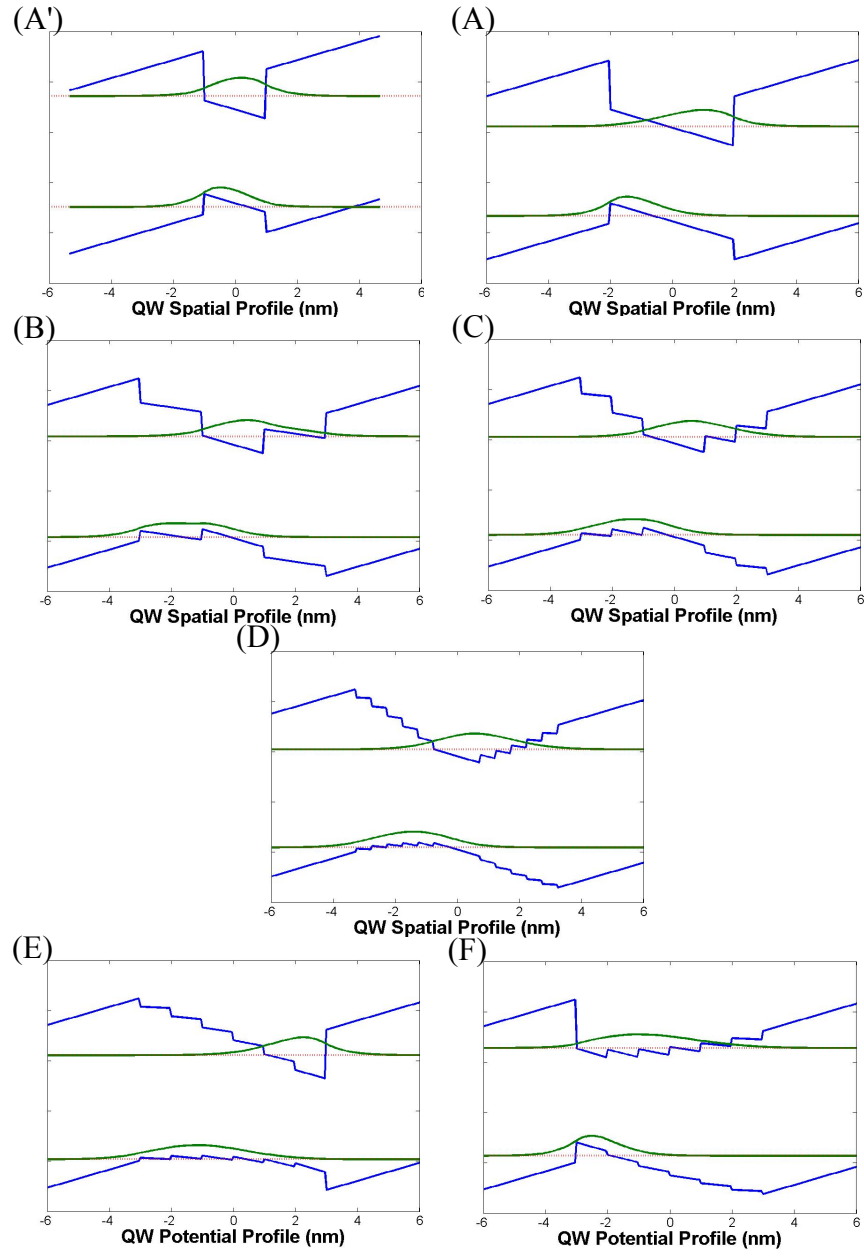 (A') (A)
-6 -4 -2 0 2 4 6 -6 -4 -2 0 2 4 6
QW Spatial Profile (nm) QW Spatial Profile (nm)
(B) (C)
-6 -4 -2 0 2 4 6 -6 -4 -2 0 2 4 6
QW Spatial Profile (nm) QW Spatial Profile (nm)
(D)
-6 -4 -2 0 2 4 6
QW Spatial Profile (nm)
(E) (F)
-6 -4 -2 0 2 4 6 -6 -4 -2 0 2 4 6
QW Potential Profile (nm) QW Potential Profile (nm)